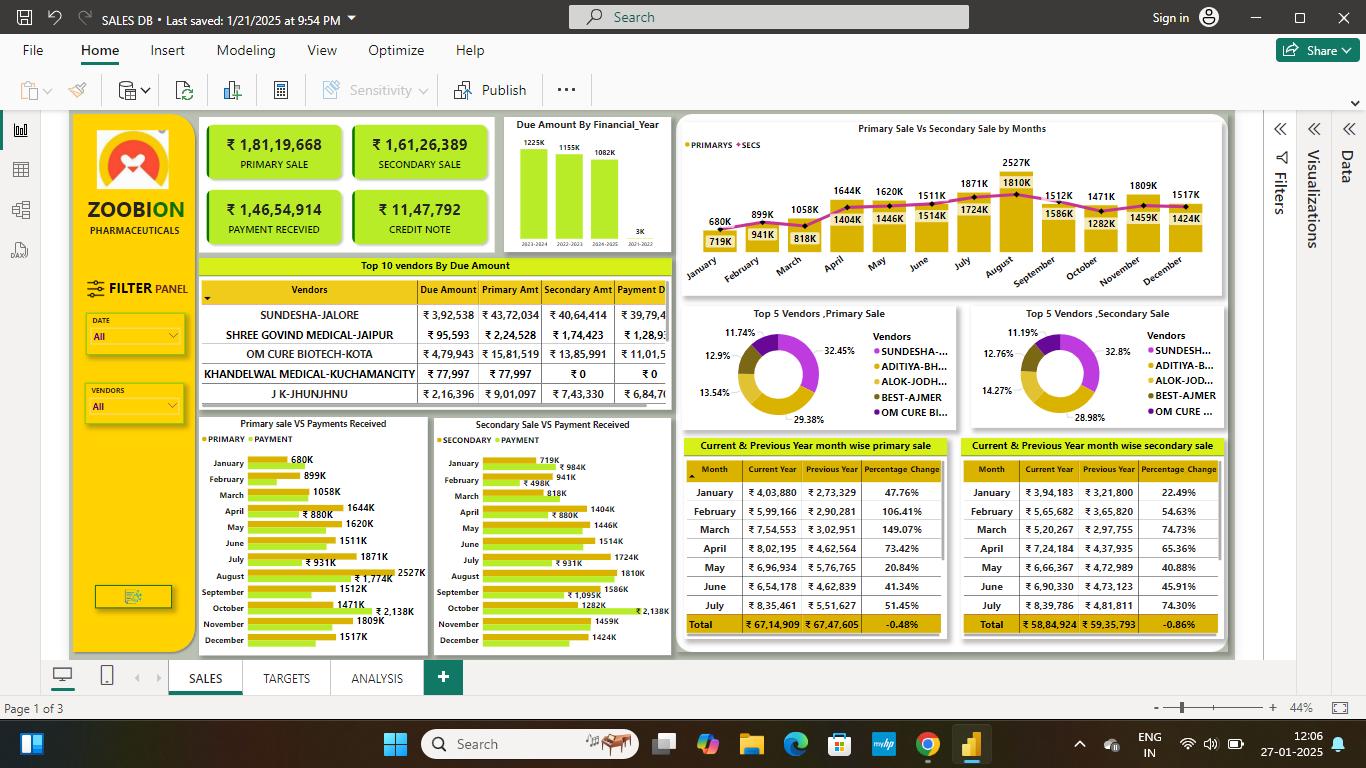 SALES DB • Last saved: 1/21/2025 at 9:54 PM
Search
Sign in
File Home Insert Modeling View Optimize Help
Share
Sensitivity
Publish
ZOOBION
PHARMACEUTICALS
FILTER PANEL
DATE
All
VENDORS
All
₹ 1,81,19,668
PRIMARY SALE
₹ 1,61,26,389
SECONDARY SALE
₹ 1,46,54,914
PAYMENT RECEVIED
₹ 11,47,792
CREDIT NOTE
Due Amount By Financial_Year
1225K 1155K 1082K 3K
2023-2024 2022-2023 2024-2025 2021-2022
Top 10 vendors By Due Amount
Vendors Due Amount Primary Amt Secondary Amt Payment D
SUNDESHA-JALORE ₹ 3,92,538 ₹ 43,72,034 ₹ 40,64,414 ₹ 39,79,4
SHREE GOVIND MEDICAL-JAIPUR ₹ 95,593 ₹ 2,24,528 ₹ 1,74,423 ₹ 1,28,9
OM CURE BIOTECH-KOTA ₹ 4,79,943 ₹ 15,81,519 ₹ 13,85,991 ₹ 11,01,5
KHANDELWAL MEDICAL-KUCHAMANCITY ₹ 77,997 ₹ 77,997 ₹ 0 ₹ 0
J K-JHUNJHNU ₹ 2,16,396 ₹ 9,01,097 ₹ 7,43,330 ₹ 6,84,7
Primary sale VS Payments Received
PRIMARY PAYMENT
January 680K
February 899K
March 1058K
April 1644K
₹ 880K
May 1620K
June 1511K
July 1871K
₹ 931K
August 2527K
₹ 1,774K
September 1512K
October 1471K
₹ 2,138K
November 1809K
December 1517K
Secondary Sale VS Payment Received
SECONDARY PAYMENT
January 719K
₹ 984K
February 941K
₹ 498K
March 818K
April 1404K
₹ 880K
May 1446K
June 1514K
July 1724K
₹ 931K
August 1810K
September 1586K
₹ 1,095K
October 1282K
₹ 2,138K
November 1459K
December 1424K
Primary Sale Vs Secondary Sale by Months
PRIMARYS SECS
680K 899K 1058K 1644K 1620K 1511K 1871K 2527K 1512K 1471K 1809K 1517K
719K 941K 818K 1404K 1446K 1514K 1724K 1810K 1586K 1282K 1459K 1424K
January February March April May June July August September October November December
Top 5 Vendors ,Primary Sale
11.74%
12.9%
13.54%
32.45%
29.38%
Vendors
SUNDESHA-...
ADITIYA-BH...
ALOK-JODH...
BEST-AJMER
OM CURE BI...
Top 5 Vendors ,Secondary Sale
11.19%
12.76%
14.27%
32.8%
28.98%
Vendors
SUNDESH...
ADITIYA-B...
ALOK-JOD...
BEST-AJMER
OM CURE ...
Current & Previous Year month wise primary sale
Month Current Year Previous Year Percentage Change
January ₹ 4,03,880 ₹ 2,73,329 47.76%
February ₹ 5,99,166 ₹ 2,90,281 106.41%
March ₹ 7,54,553 ₹ 3,02,951 149.07%
April ₹ 8,02,195 ₹ 4,62,564 73.42%
May ₹ 6,96,934 ₹ 5,76,765 20.84%
June ₹ 6,54,178 ₹ 4,62,839 41.34%
July ₹ 8,35,461 ₹ 5,51,627 51.45%
Total ₹ 67,14,909 ₹ 67,47,605 -0.48%
Current & Previous Year month wise secondary sale
Month Current Year Previous Year Percentage Change
January ₹ 3,94,183 ₹ 3,21,800 22.49%
February ₹ 5,65,682 ₹ 3,65,820 54.63%
March ₹ 5,20,267 ₹ 2,97,755 74.73%
April ₹ 7,24,184 ₹ 4,37,935 65.36%
May ₹ 6,66,367 ₹ 4,72,989 40.88%
June ₹ 6,90,330 ₹ 4,73,123 45.91%
July ₹ 8,39,786 ₹ 4,81,811 74.30%
Total ₹ 58,84,924 ₹ 59,35,793 -0.86%
Filters
Visualizations
Data
SALES TARGETS ANALYSIS
Page 1 of 3
44%
Search
myhp
ENG
IN
12:06
27-01-2025